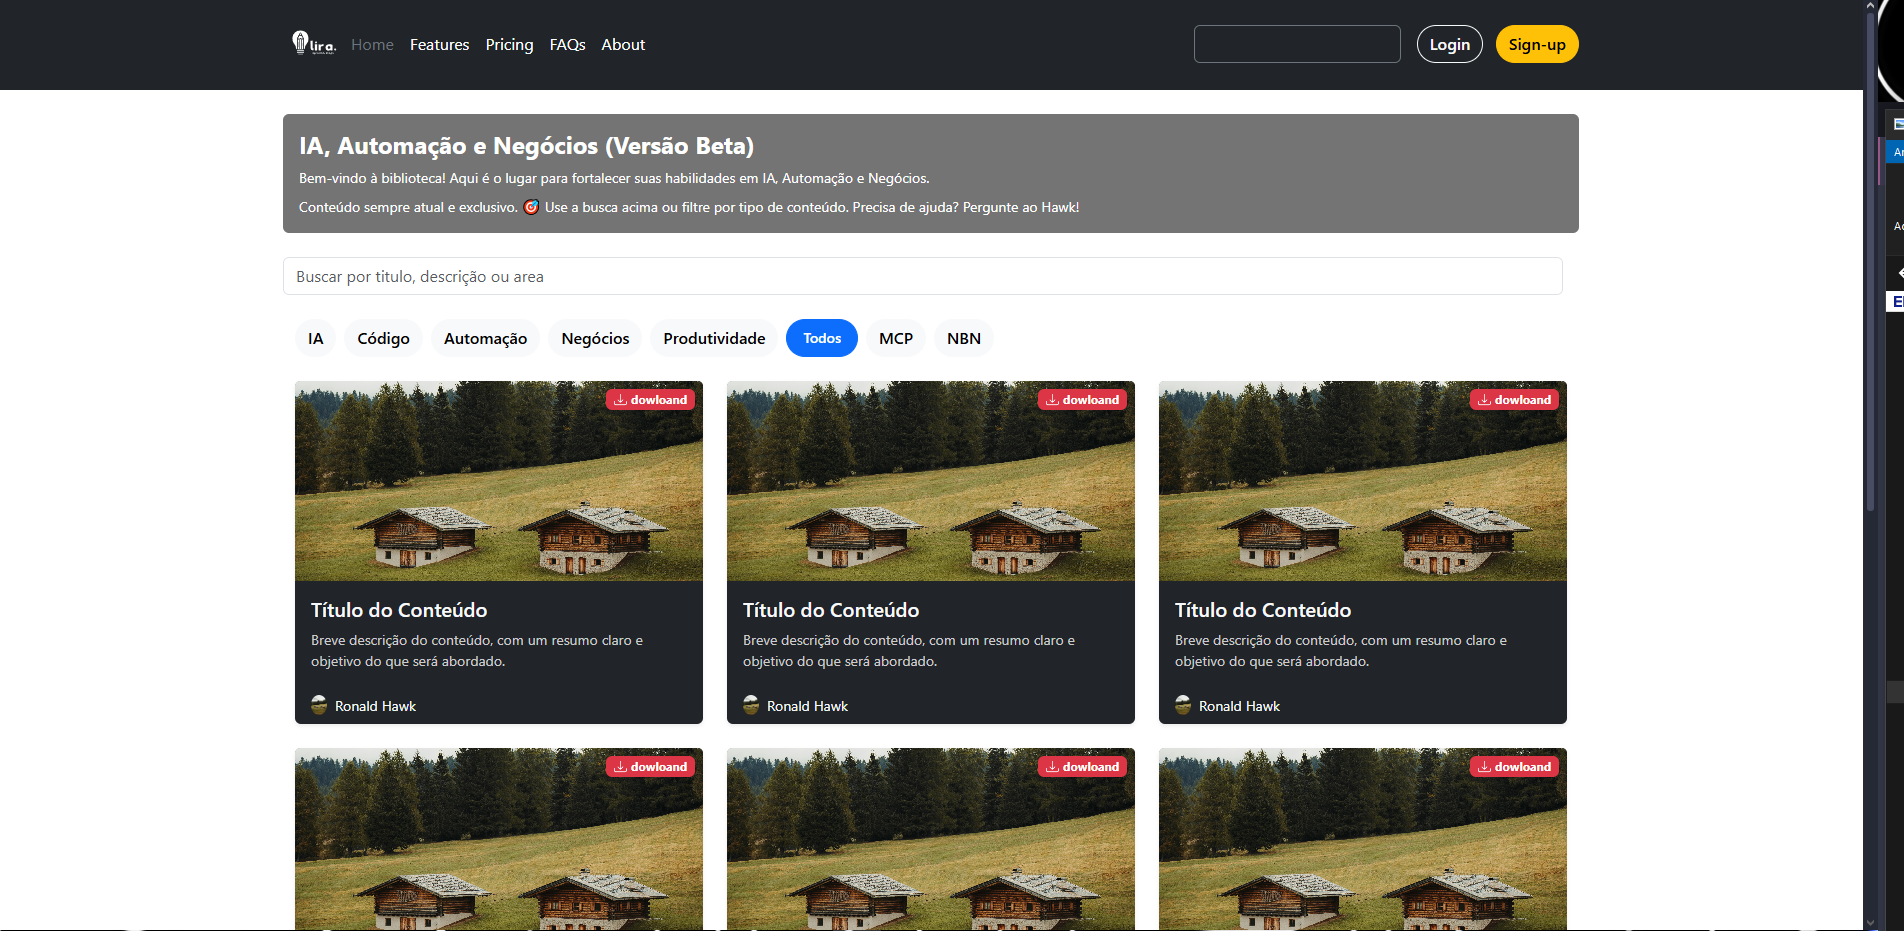 lira.
Home Features Pricing FAQs About
Login Sign-up
IA, Automação e Negócios (Versão Beta)
Bem-vindo à biblioteca! Aqui é o lugar para fortalecer suas habilidades em IA, Automação e Negócios.
Conteúdo sempre atual e exclusivo. 🎯 Use a busca acima ou filtre por tipo de conteúdo. Precisa de ajuda? Pergunte ao Hawk!
Buscar por titulo, descrição ou area
IA Código Automação Negócios Produtividade Todos MCP NBN
dowloand
Título do Conteúdo
Breve descrição do conteúdo, com um resumo claro e
objetivo do que será abordado.
Ronald Hawk
dowloand
Título do Conteúdo
Breve descrição do conteúdo, com um resumo claro e
objetivo do que será abordado.
Ronald Hawk
dowloand
Título do Conteúdo
Breve descrição do conteúdo, com um resumo claro e
objetivo do que será abordado.
Ronald Hawk
dowloand
dowloand
dowloand